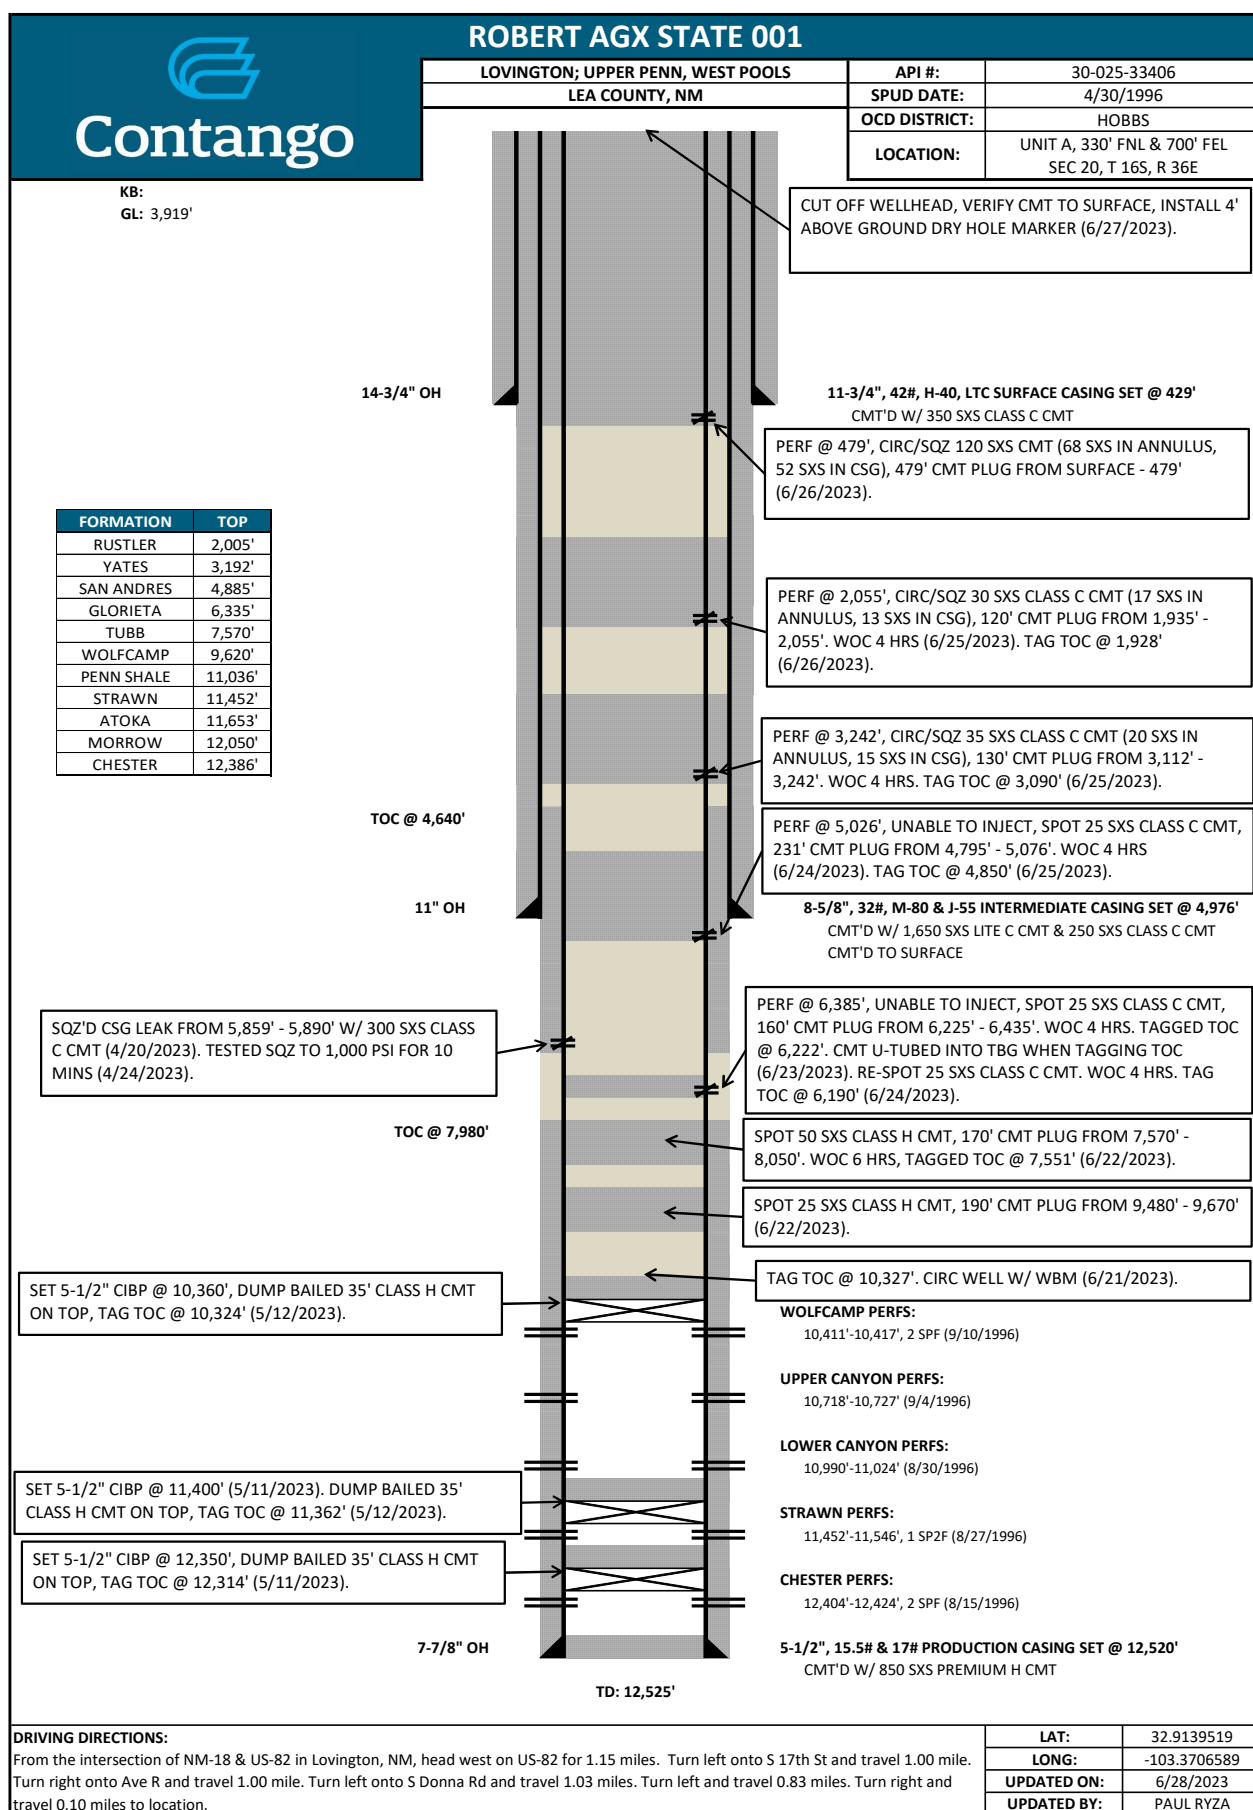 ROBERT AGX STATE 001
Contango
LOVINGTON; UPPER PENN, WEST POOLS
LEA COUNTY, NM
API #: 30-025-33406
SPUD DATE: 4/30/1996
OCD DISTRICT: HOBBS
LOCATION: UNIT A, 330' FNL & 700' FEL
SEC 20, T 16S, R 36E
KB:
GL: 3,919'
CUT OFF WELLHEAD, VERIFY CMT TO SURFACE, INSTALL 4'
ABOVE GROUND DRY HOLE MARKER (6/27/2023).
14-3/4" OH
11-3/4", 42#, H-40, LTC SURFACE CASING SET @ 429'
CMT'D W/ 350 SXS CLASS C CMT
PERF @ 479', CIRC/SQZ 120 SXS CMT (68 SXS IN ANNULUS,
52 SXS IN CSG), 479' CMT PLUG FROM SURFACE - 479'
(6/26/2023).
FORMATION TOP
RUSTLER 2,005'
YATES 3,192'
SAN ANDRES 4,885'
GLORIETA 6,335'
TUBB 7,570'
WOLFCAMP 9,620'
PENN SHALE 11,036'
STRAWN 11,452'
ATOKA 11,653'
MORROW 12,050'
CHESTER 12,386'
PERF @ 2,055', CIRC/SQZ 30 SXS CLASS C CMT (17 SXS IN
ANNULUS, 13 SXS IN CSG), 120' CMT PLUG FROM 1,935' -
2,055'. WOC 4 HRS (6/25/2023). TAG TOC @ 1,928'
(6/26/2023).
PERF @ 3,242', CIRC/SQZ 35 SXS CLASS C CMT (20 SXS IN
ANNULUS, 15 SXS IN CSG), 130' CMT PLUG FROM 3,112' -
3,242'. WOC 4 HRS. TAG TOC @ 3,090' (6/25/2023).
TOC @ 4,640'
PERF @ 5,026', UNABLE TO INJECT, SPOT 25 SXS CLASS C CMT,
231' CMT PLUG FROM 4,795' - 5,076'. WOC 4 HRS
(6/24/2023). TAG TOC @ 4,850' (6/25/2023).
11" OH
8-5/8", 32#, M-80 & J-55 INTERMEDIATE CASING SET @ 4,976'
CMT'D W/ 1,650 SXS LITE C CMT & 250 SXS CLASS C CMT
CMT'D TO SURFACE
SQZ'D CSG LEAK FROM 5,859' - 5,890' W/ 300 SXS CLASS
C CMT (4/20/2023). TESTED SQZ TO 1,000 PSI FOR 10
MINS (4/24/2023).
PERF @ 6,385', UNABLE TO INJECT, SPOT 25 SXS CLASS C CMT,
160' CMT PLUG FROM 6,225' - 6,435'. WOC 4 HRS. TAGGED TOC
@ 6,222'. CMT U-TUBED INTO TBG WHEN TAGGING TOC
(6/23/2023). RE-SPOT 25 SXS CLASS C CMT. WOC 4 HRS. TAG
TOC @ 6,190' (6/24/2023).
TOC @ 7,980'
SPOT 50 SXS CLASS H CMT, 170' CMT PLUG FROM 7,570' -
8,050'. WOC 6 HRS, TAGGED TOC @ 7,551' (6/22/2023).
SPOT 25 SXS CLASS H CMT, 190' CMT PLUG FROM 9,480' - 9,670'
(6/22/2023).
TAG TOC @ 10,327'. CIRC WELL W/ WBM (6/21/2023).
SET 5-1/2" CIBP @ 10,360', DUMP BAILED 35' CLASS H CMT
ON TOP, TAG TOC @ 10,324' (5/12/2023).
WOLFCAMP PERFS:
10,411'-10,417', 2 SPF (9/10/1996)
UPPER CANYON PERFS:
10,718'-10,727' (9/4/1996)
LOWER CANYON PERFS:
10,990'-11,024' (8/30/1996)
SET 5-1/2" CIBP @ 11,400' (5/11/2023). DUMP BAILED 35'
CLASS H CMT ON TOP, TAG TOC @ 11,362' (5/12/2023).
STRAWN PERFS:
11,452'-11,546', 1 SP2F (8/27/1996)
SET 5-1/2" CIBP @ 12,350', DUMP BAILED 35' CLASS H CMT
ON TOP, TAG TOC @ 12,314' (5/11/2023).
CHESTER PERFS:
12,404'-12,424', 2 SPF (8/15/1996)
7-7/8" OH
5-1/2", 15.5# & 17# PRODUCTION CASING SET @ 12,520'
CMT'D W/ 850 SXS PREMIUM H CMT
TD: 12,525'
DRIVING DIRECTIONS:
From the intersection of NM-18 & US-82 in Lovington, NM, head west on US-82 for 1.15 miles. Turn left onto S 17th St and travel 1.00 mile.
Turn right onto Ave R and travel 1.00 mile. Turn left onto S Donna Rd and travel 1.03 miles. Turn left and travel 0.83 miles. Turn right and
travel 0.10 miles to location.
LAT: 32.9139519
LONG: -103.3706589
UPDATED ON: 6/28/2023
UPDATED BY: PAUL RYZA